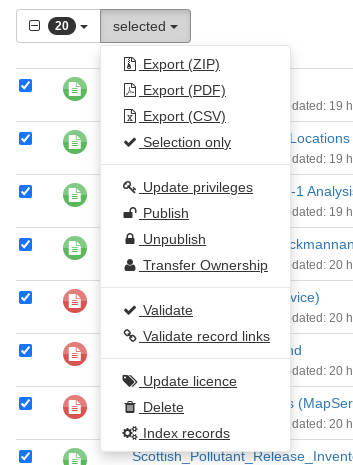 20 selected
Export (ZIP)
Export (PDF)
dated: 19 h
Export (CSV)
Locations
Selection only
dated: 19 h
Update privileges
-1 Analysis
Publish
dated: 19 h
Unpublish
ckmannan
Transfer Ownership
dated: 20 h
vice)
Validate
dated: 20 h
Validate record links
nd
dated: 20 h
Update licence
s (MapSer
Delete
dated: 20 h
Index records
Scottish_Pollutant_Release_Invento